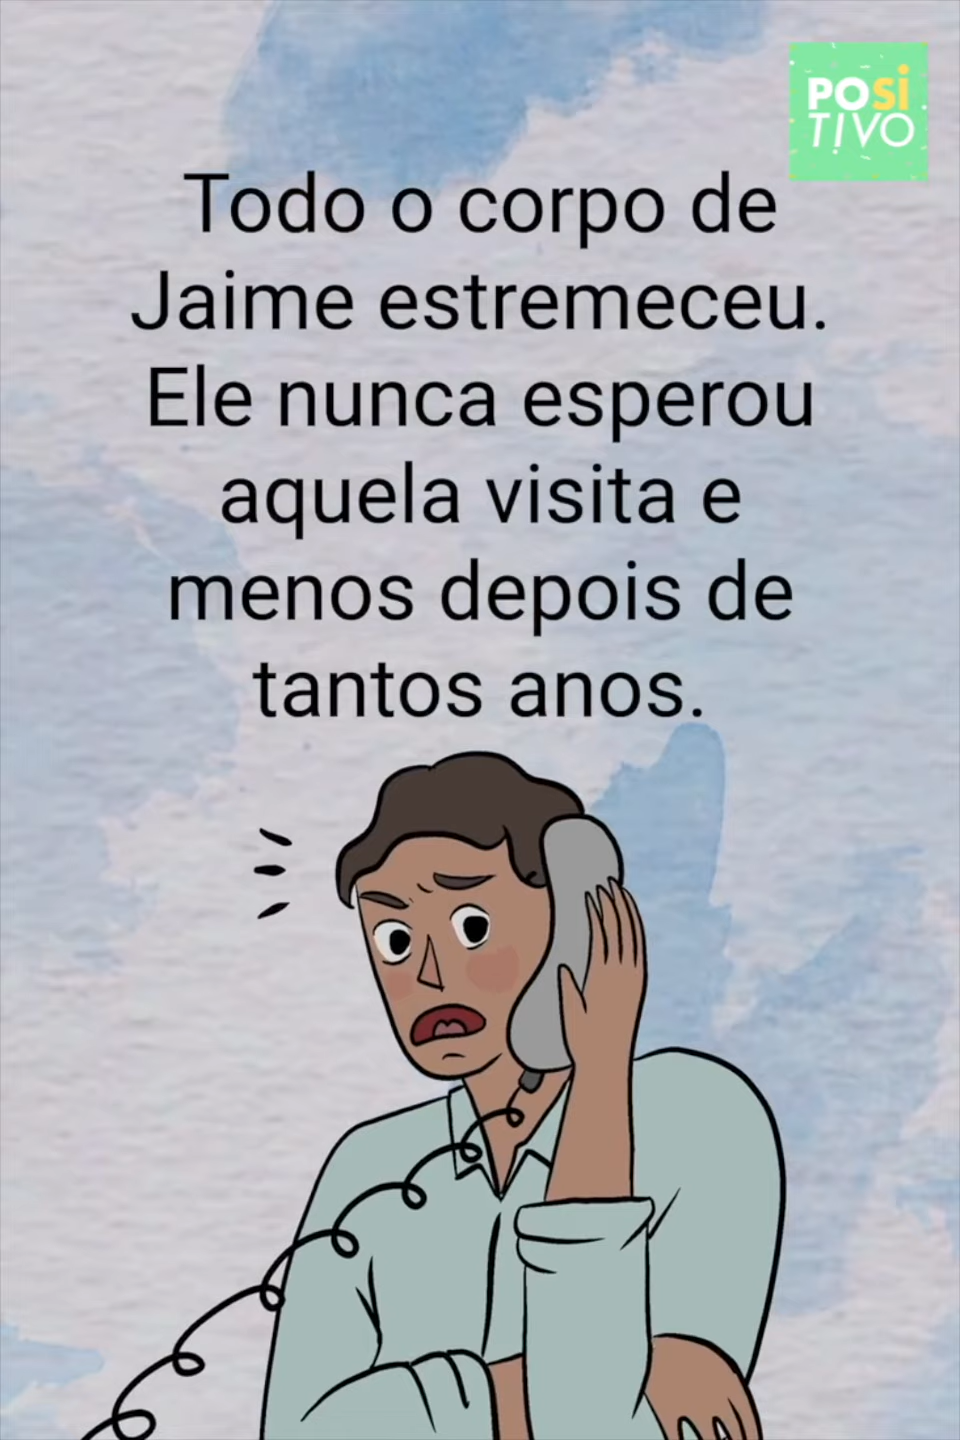 POSi
TIVO
Todo o corpo de
Jaime estremeceu.
Ele nunca esperou
aquela visita e
menos depois de
tantos anos.